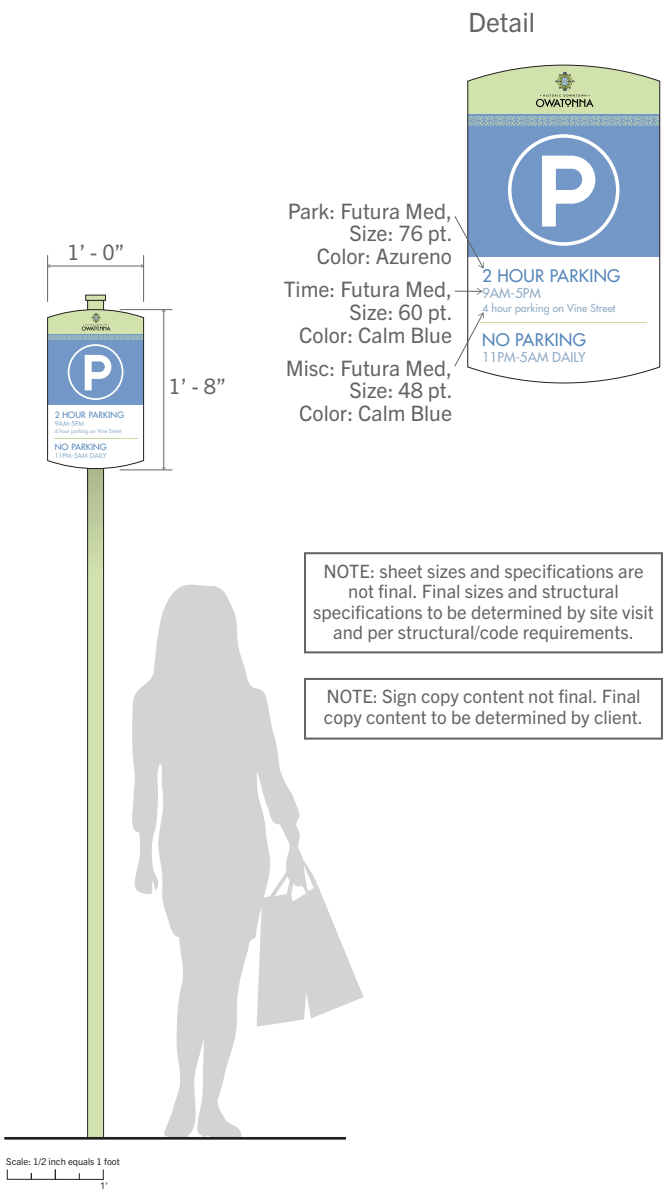 Detail
• HISTORIC DOWNTOWN •
OWATONNA
P
2 HOUR PARKING
9AM-5PM
4 hour parking on Vine Street
NO PARKING
11PM-5AM DAILY
Park: Futura Med,
Size: 76 pt.
Color: Azureno
Time: Futura Med,
Size: 60 pt.
Color: Calm Blue
Misc: Futura Med,
Size: 48 pt.
Color: Calm Blue
1' - 0”
1' - 8”
OWATONNA
P
2 HOUR PARKING
9AM-5PM
4 hour parking on Vine Street
NO PARKING
11PM-5AM DAILY
NOTE: sheet sizes and specifications are
not final. Final sizes and structural
specifications to be determined by site visit
and per structural/code requirements.
NOTE: Sign copy content not final. Final
copy content to be determined by client.
Scale: 1/2 inch equals 1 foot
1'